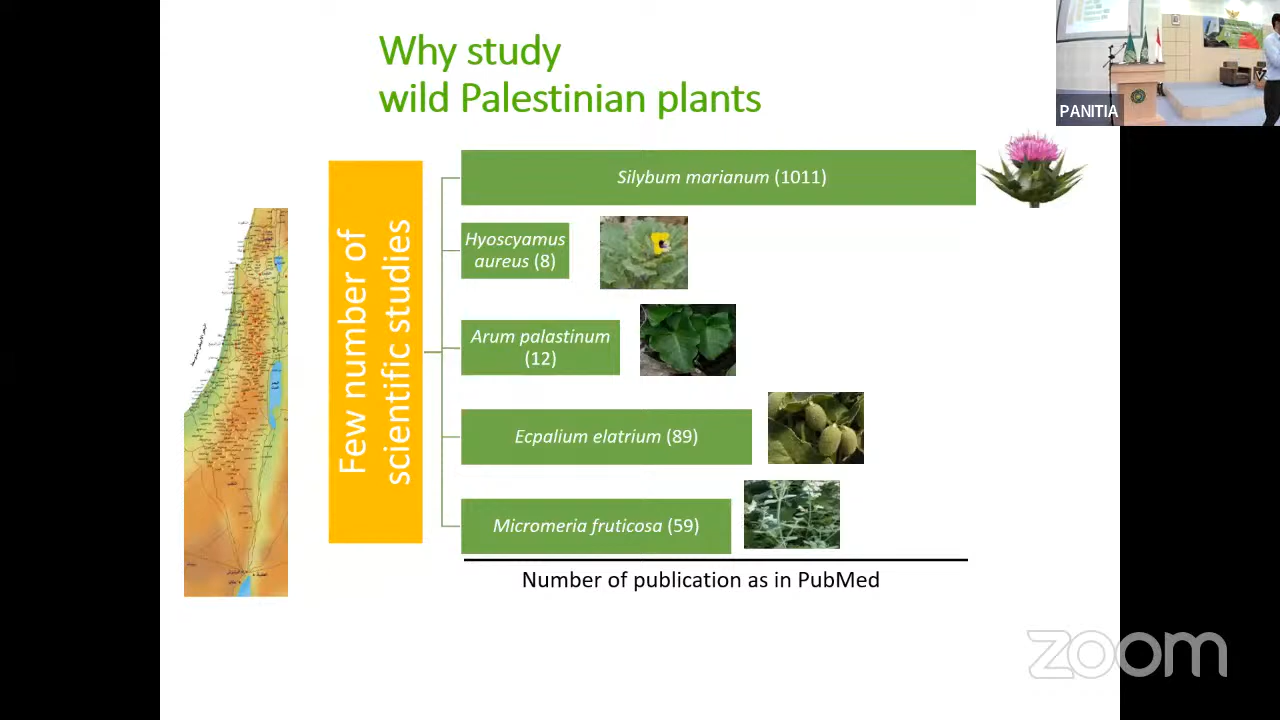 Why study
wild Palestinian plants
PANITIA
Few number of
scientific studies
Silybum marianum (1011)
Hyoscyamus
aureus (8)
Arum palastinum
(12)
Ecpalium elatrium (89)
Micromeria fruticosa (59)
Number of publication as in PubMed
zoom